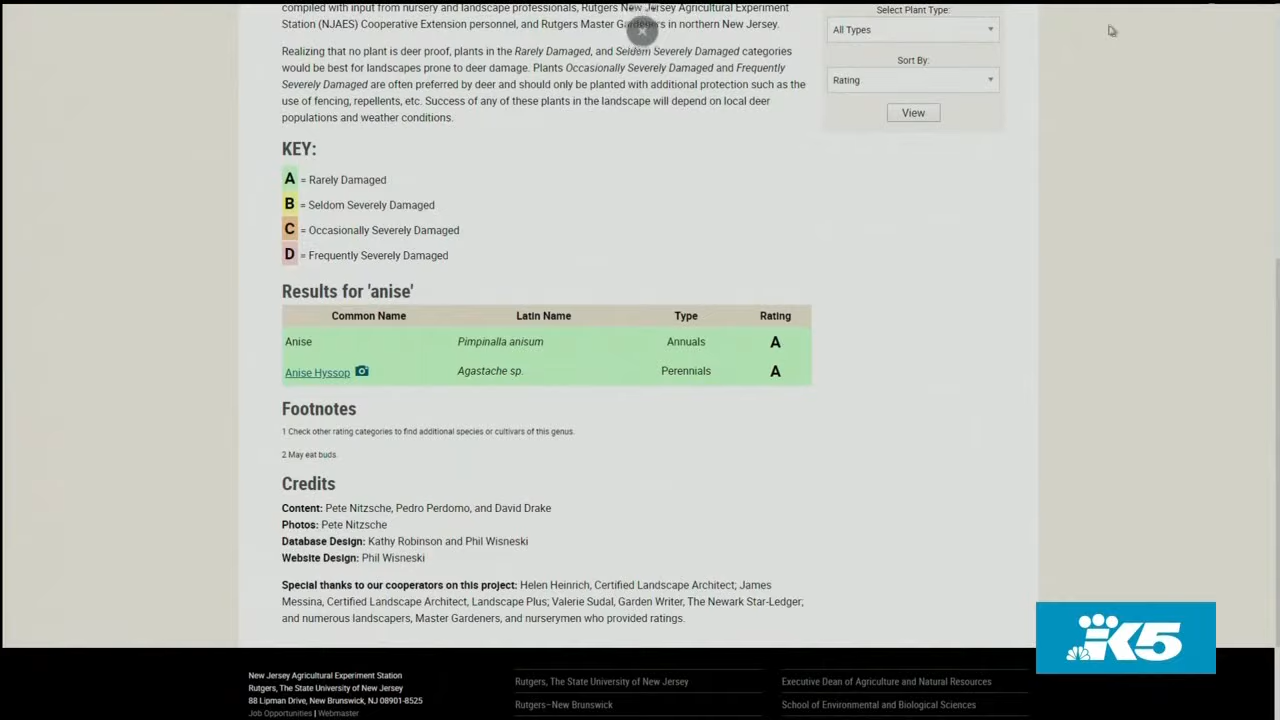 compiled with input from nursery and landscape professionals, Rutgers New Jersey Agricultural Experiment
Station (NJAES) Cooperative Extension personnel, and Rutgers Master Gardeners in northern New Jersey.
Realizing that no plant is deer proof, plants in the Rarely Damaged, and Seldom Severely Damaged categories
would be best for landscapes prone to deer damage. Plants Occasionally Severely Damaged and Frequently
Severely Damaged are often preferred by deer and should only be planted with additional protection such as the
use of fencing, repellents, etc. Success of any of these plants in the landscape will depend on local deer
populations and weather conditions.
Select Plant Type:
All Types
Sort By:
Rating
View
KEY:
A = Rarely Damaged
B = Seldom Severely Damaged
C = Occasionally Severely Damaged
D = Frequently Severely Damaged
Results for 'anise'
Common Name Latin Name Type Rating
Anise Pimpinalla anisum Annuals A
Anise Hyssop Agastache sp. Perennials A
Footnotes
1 Check other rating categories to find additional species or cultivars of this genus.
2 May eat buds.
Credits
Content: Pete Nitzsche, Pedro Perdomo, and David Drake
Photos: Pete Nitzsche
Database Design: Kathy Robinson and Phil Wisneski
Website Design: Phil Wisneski
Special thanks to our cooperators on this project: Helen Heinrich, Certified Landscape Architect; James
Messina, Certified Landscape Architect, Landscape Plus; Valerie Sudal, Garden Writer, The Newark Star-Ledger;
and numerous landscapers, Master Gardeners, and nurserymen who provided ratings.
K5
New Jersey Agricultural Experiment Station
Rutgers, The State University of New Jersey
88 Lipman Drive, New Brunswick, NJ 08901-8525
Job Opportunities | Webmaster
Rutgers, The State University of New Jersey
Rutgers–New Brunswick
Executive Dean of Agriculture and Natural Resources
School of Environmental and Biological Sciences